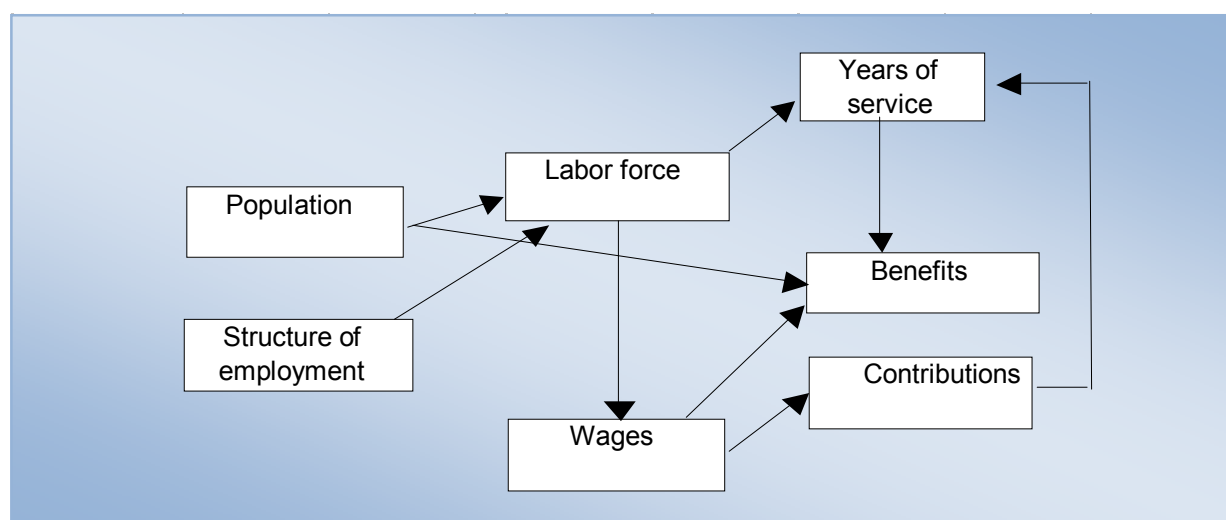 Years of
service
Labor force
Population
Benefits
Structure of
employment
Contributions
Wages